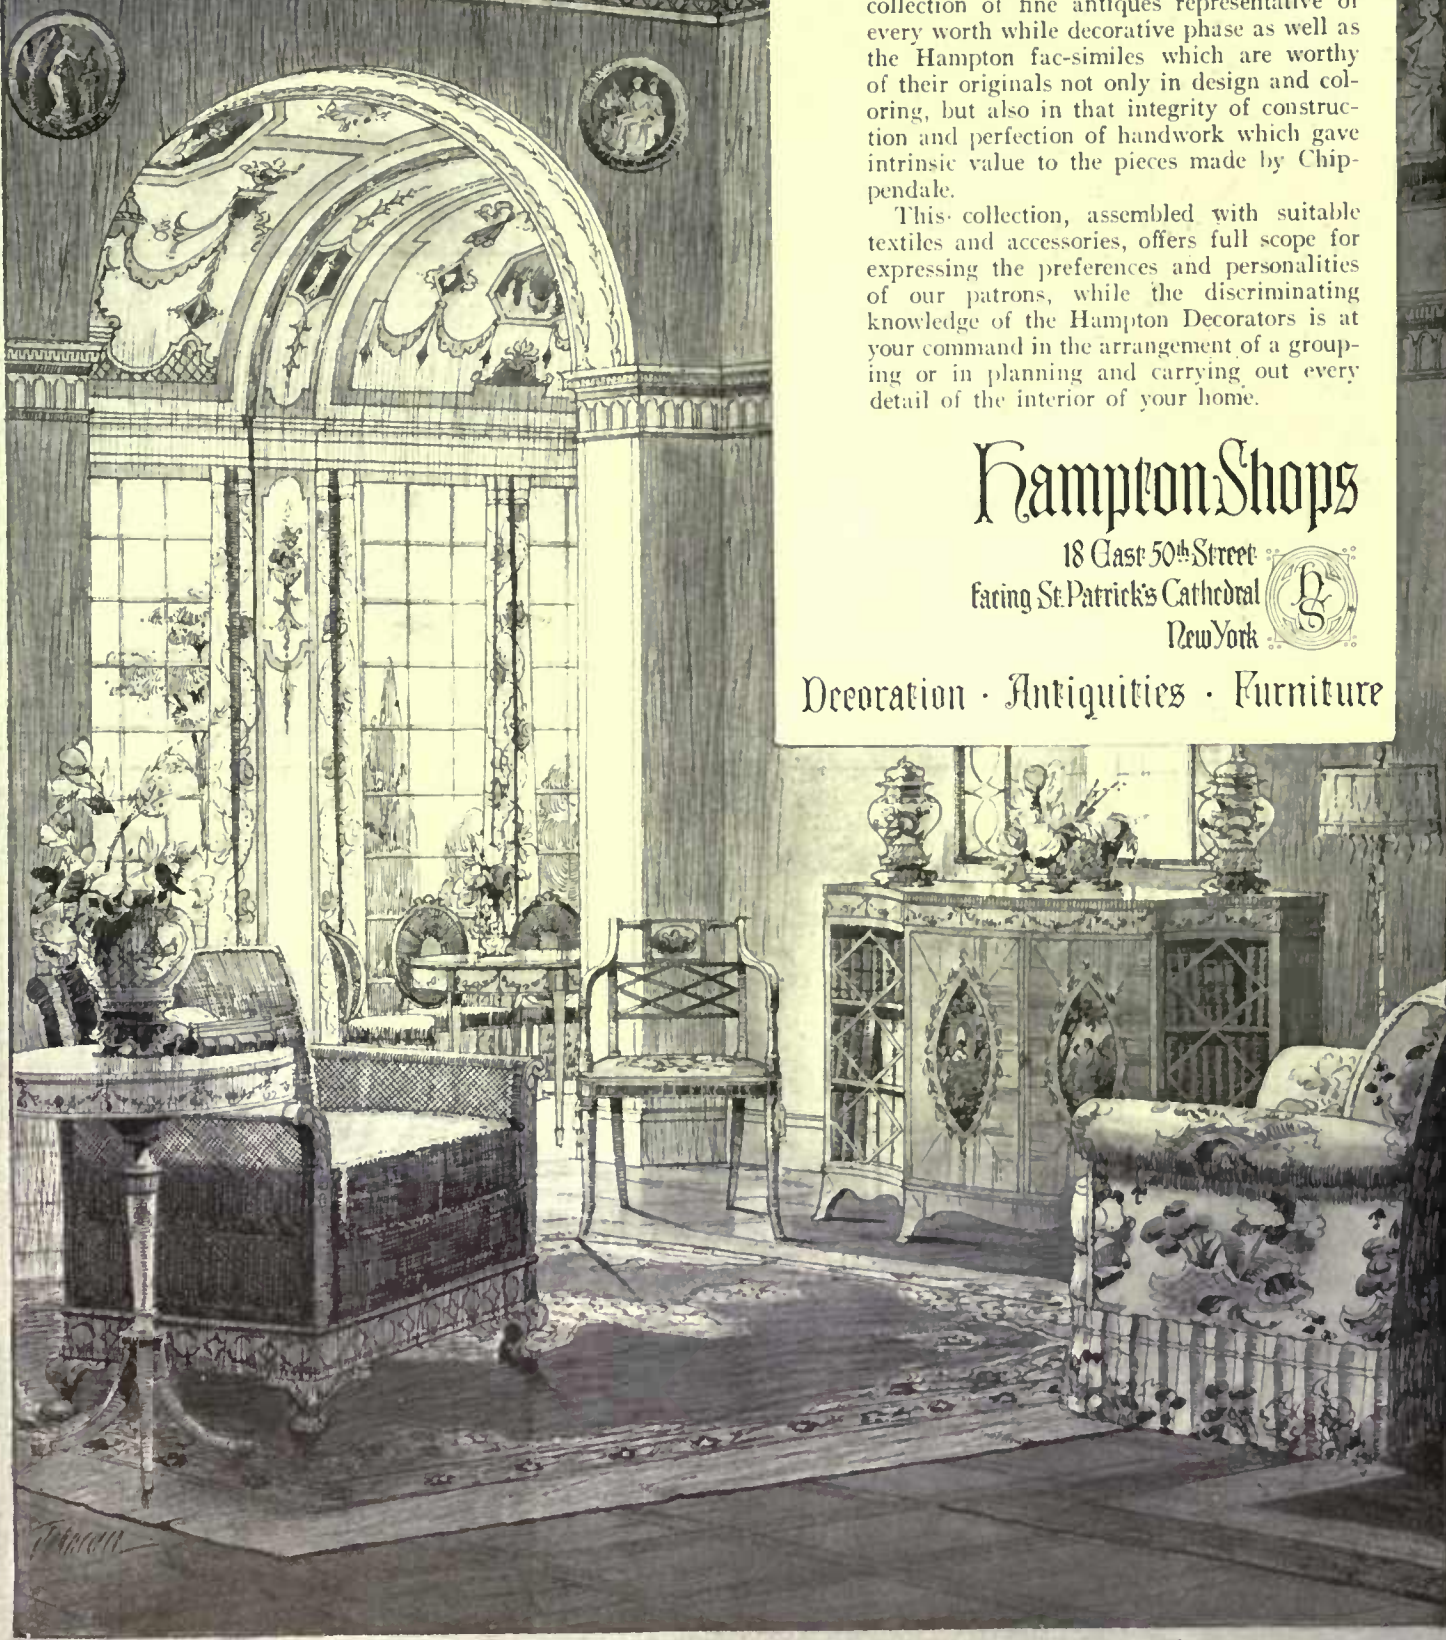 collection of fine antiques representative of
every worth while decorative phase as well as
the Hampton fac-similes which are worthy
of their originals not only in design and col-
oring, but also in that integrity of construc-
tion and perfection of handwork which gave
intrinsic value to the pieces made by Chip-
pendale.
This collection, assembled with suitable
textiles and accessories, offers full scope for
expressing the preferences and personalities
of our patrons, while the discriminating
knowledge of the Hampton Decorators is at
your command in the arrangement of a group-
ing or in planning and carrying out every
detail of the interior of your home.
Hampton Shops
18 East 50th Street
facing St. Patrick's Cathedral
New York
hS
Decoration · Antiquities · Furniture